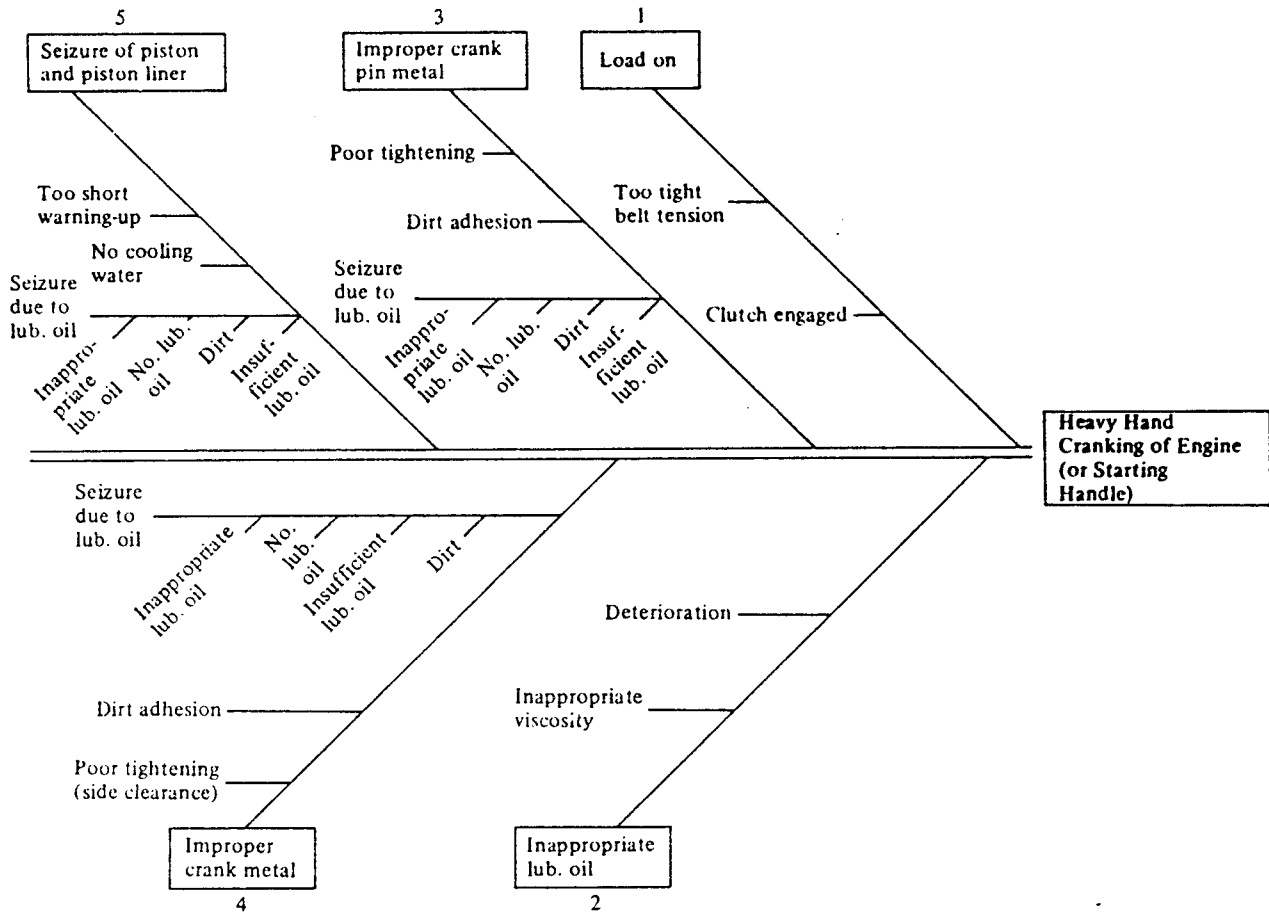 5
Seizure of piston
and piston liner
Too short
warning-up
No cooling
water
Seizure
due to
lub. oil
Inappro-
priate
lub. oil
No. lub.
oil
Dirt
Insuf-
ficient
lub. oil
3
Improper crank
pin metal
Poor tightening
Dirt adhesion
Seizure
due to
lub. oil
Inappro-
priate
lub. oil
No. lub.
oil
Dirt
Insuf-
ficient
lub. oil
1
Load on
Too tight
belt tension
Clutch engaged
Heavy Hand
Cranking of Engine
(or Starting
Handle)
Seizure
due to
lub. oil
Inappropriate
lub. oil
No.
lub.
oil
Insufficient
lub. oil
Dirt
Dirt adhesion
Poor tightening
(side clearance)
Improper
crank metal
4
Deterioration
Inappropriate
viscosity
Inappropriate
lub. oil
2